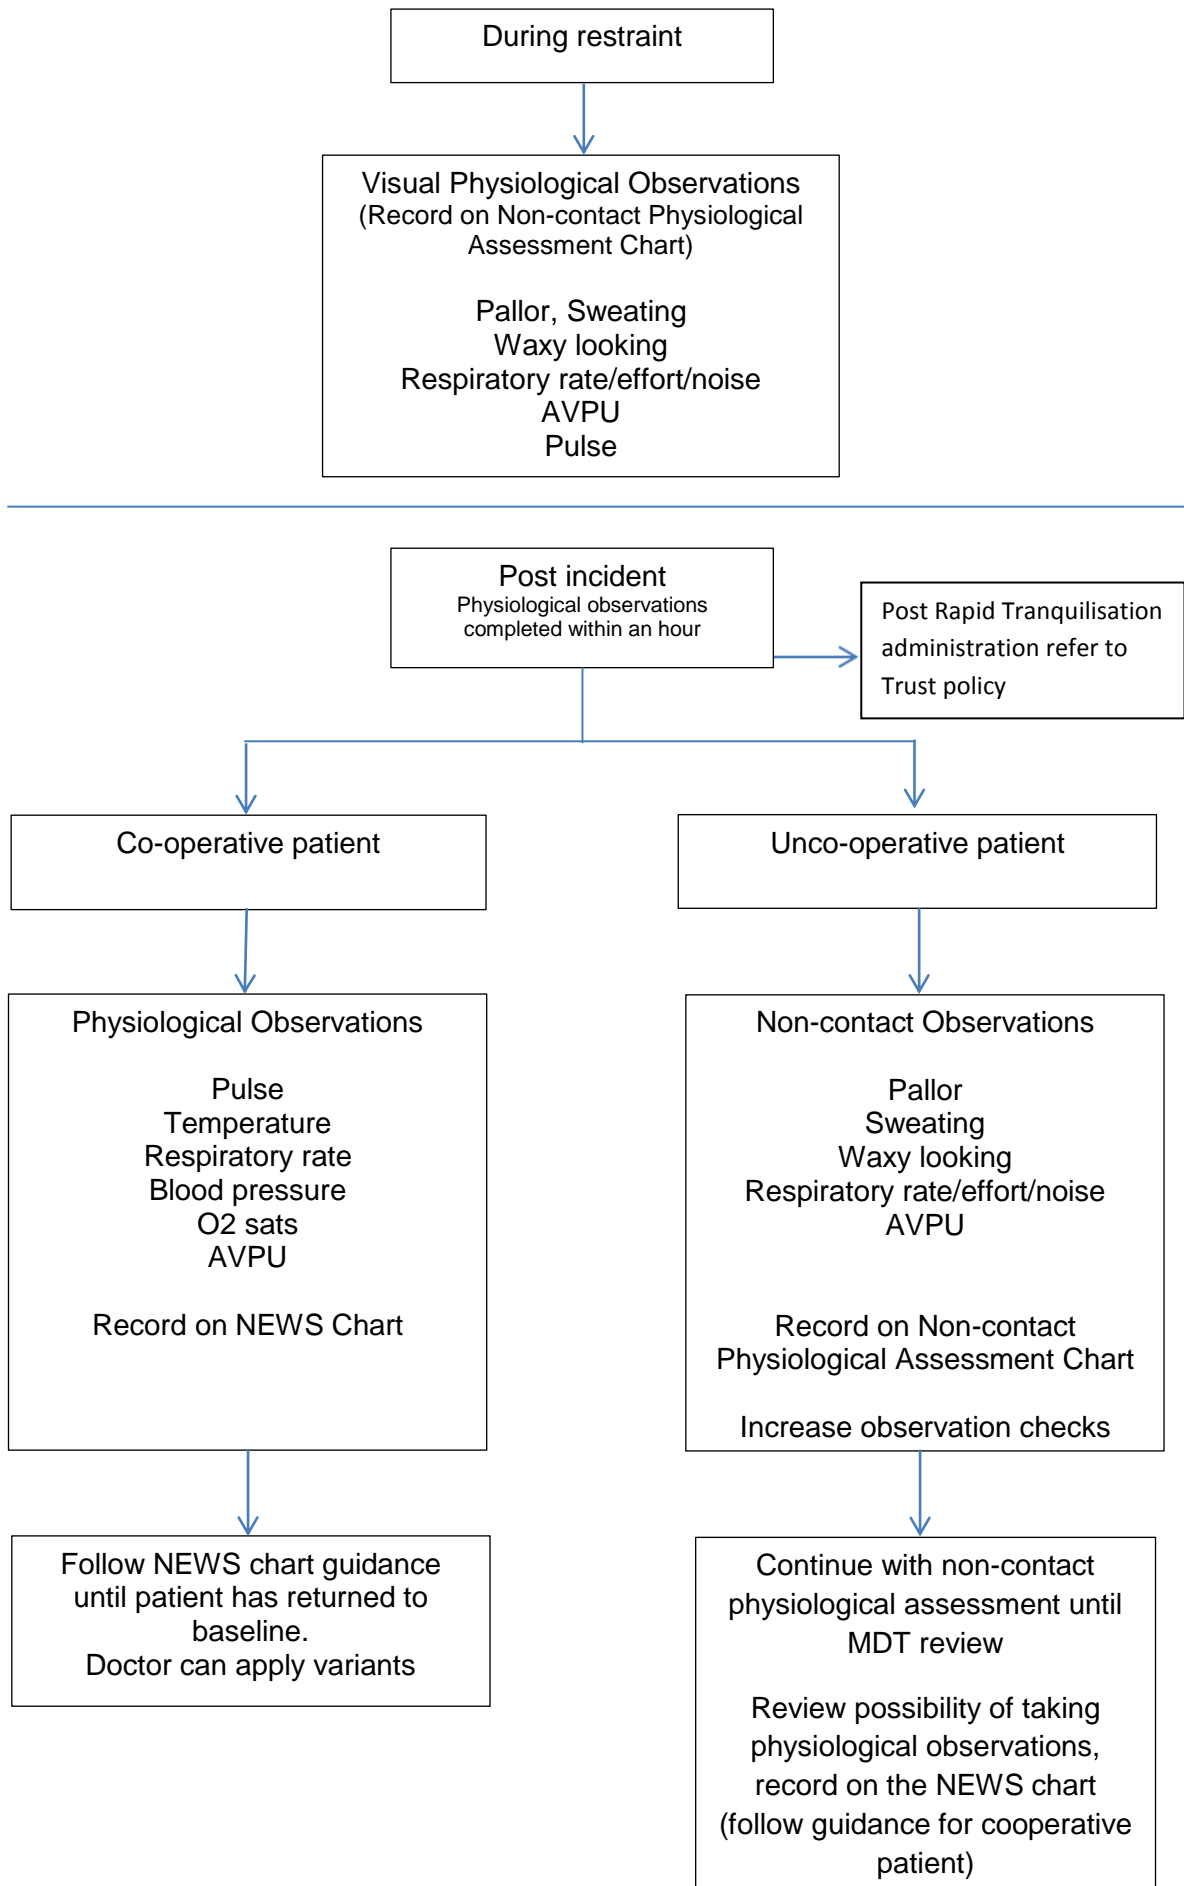 During restraint
Visual Physiological Observations
(Record on Non-contact Physiological
Assessment Chart)
Pallor, Sweating
Waxy looking
Respiratory rate/effort/noise
AVPU
Pulse
Post incident
Physiological observations
completed within an hour
Post Rapid Tranquilisation
administration refer to
Trust policy
Co-operative patient
Unco-operative patient
Physiological Observations
Pulse
Temperature
Respiratory rate
Blood pressure
O2 sats
AVPU
Record on NEWS Chart
Non-contact Observations
Pallor
Sweating
Waxy looking
Respiratory rate/effort/noise
AVPU
Record on Non-contact
Physiological Assessment Chart
Increase observation checks
Follow NEWS chart guidance
until patient has returned to
baseline.
Doctor can apply variants
Continue with non-contact
physiological assessment until
MDT review
Review possibility of taking
physiological observations,
record on the NEWS chart
(follow guidance for cooperative
patient)